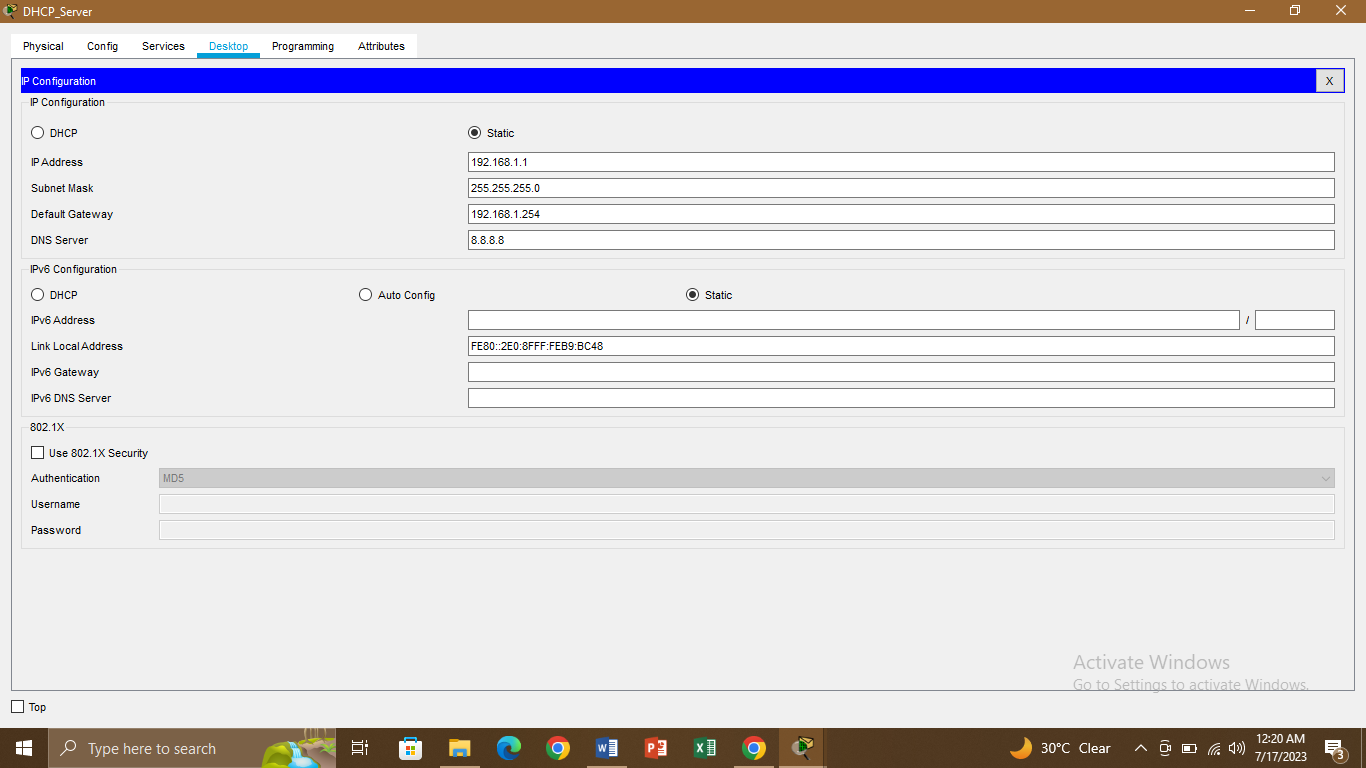 DHCP_Server
Physical Config Services Desktop Programming Attributes
IP Configuration X
IP Configuration
DHCP Static
IP Address 192.168.1.1
Subnet Mask 255.255.255.0
Default Gateway 192.168.1.254
DNS Server 8.8.8.8
IPv6 Configuration
DHCP Auto Config Static
IPv6 Address /
Link Local Address FE80::2E0:8FFF:FEB9:BC48
IPv6 Gateway
IPv6 DNS Server
802.1X
Use 802.1X Security
Authentication MD5
Username
Password
Activate Windows
Go to Settings to activate Windows.
Top
Type here to search 30°C Clear 12:20 AM
7/17/2023 3